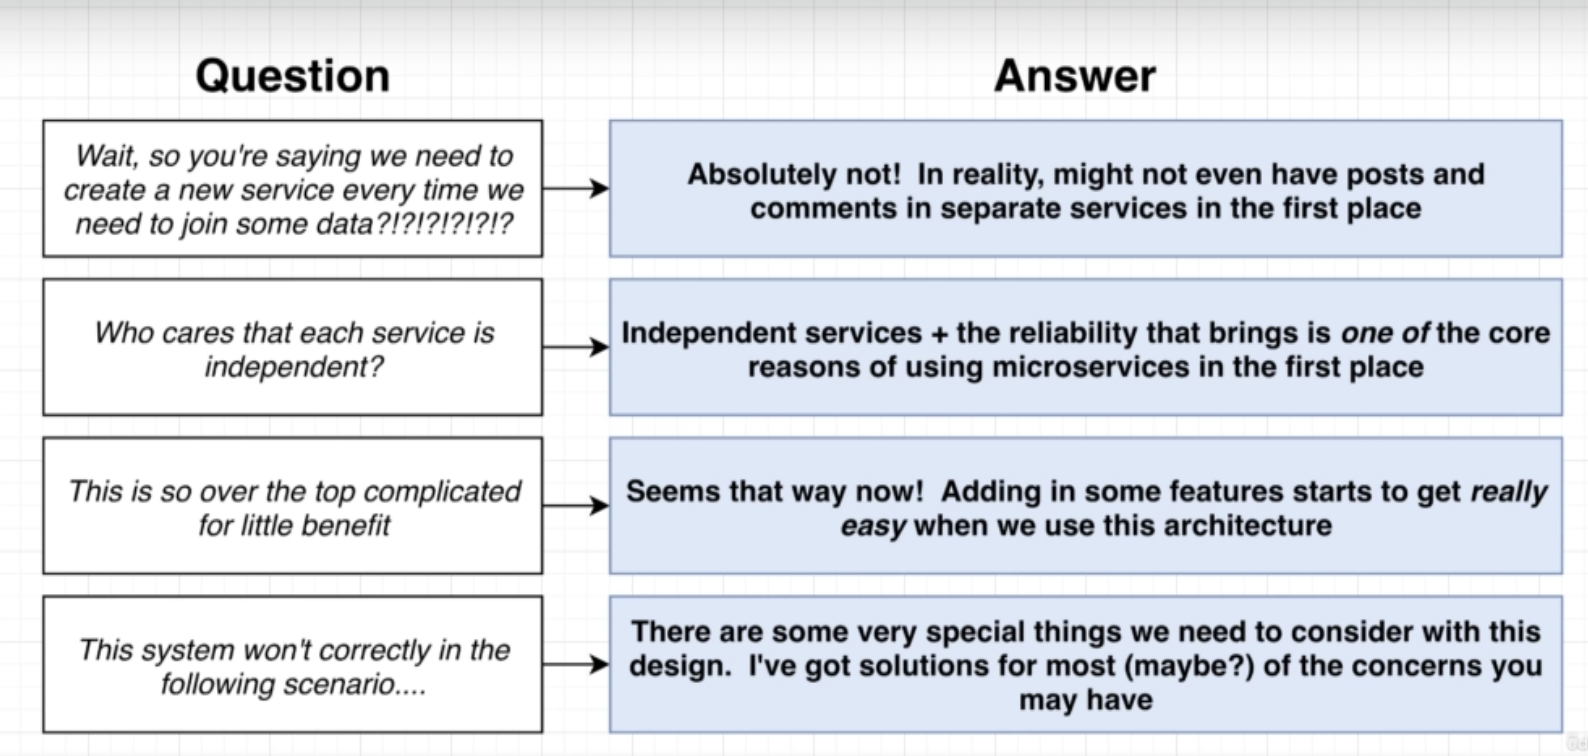 Question
Answer
Wait, so you're saying we need to
create a new service every time we
need to join some data?!?!?!?!?!?
Absolutely not!  In reality, might not even have posts and
comments in separate services in the first place
Who cares that each service is
independent?
Independent services + the reliability that brings is one of the core
reasons of using microservices in the first place
This is so over the top complicated
for little benefit
Seems that way now!  Adding in some features starts to get really
easy when we use this architecture
This system won't correctly in the
following scenario....
There are some very special things we need to consider with this
design.  I've got solutions for most (maybe?) of the concerns you
may have